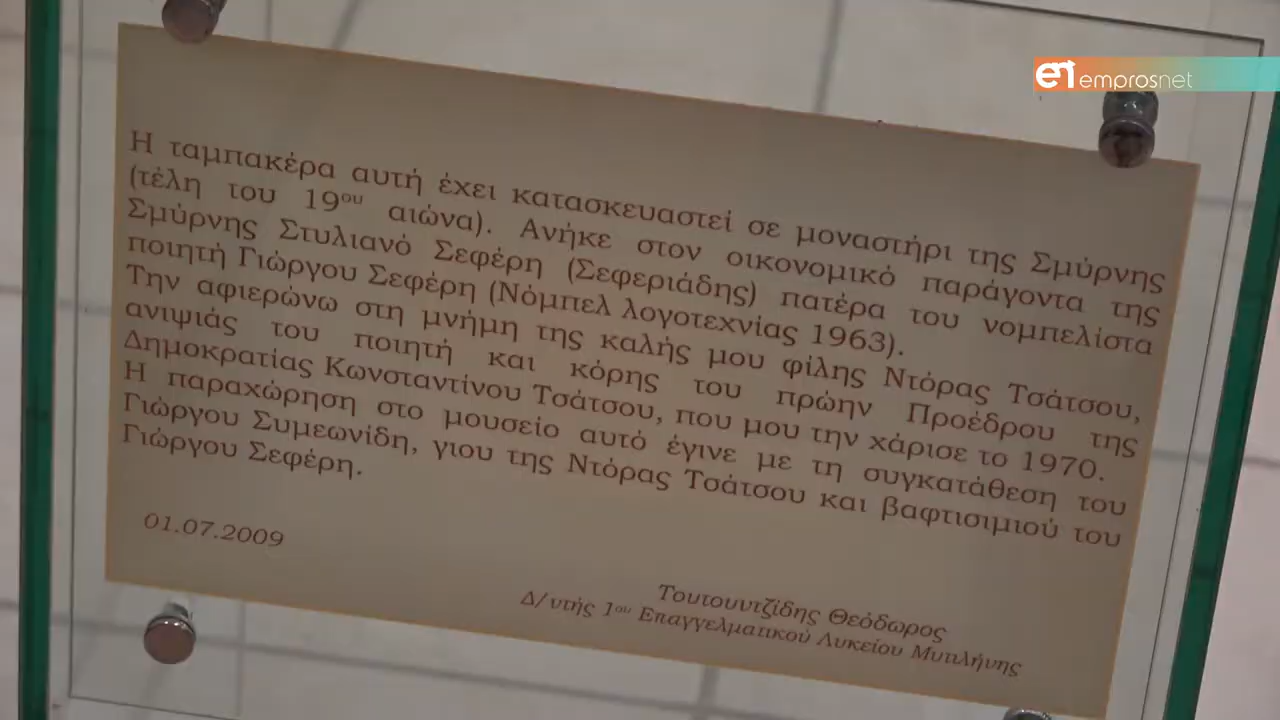 en emprosnet
Η ταμπακέρα αυτή έχει κατασκευαστεί σε μοναστήρι της Σμύρνης
(τέλη του 19ου αιώνα). Ανήκε στον οικονομικό παράγοντα της
Σμύρνης Στυλιανό Σεφέρη (Σεφεριάδης) πατέρα του νομπελίστα
ποιητή Γιώργου Σεφέρη (Νόμπελ λογοτεχνίας 1963).
Την αφιερώνω στη μνήμη της καλής μου φίλης Ντόρας Τσάτσου,
ανιψιάς του ποιητή και κόρης του πρώην Προέδρου της
Δημοκρατίας Κωνσταντίνου Τσάτσου, που μου την χάρισε το 1970.
Η παραχώρηση στο μουσείο αυτό έγινε με τη συγκατάθεση του
Γιώργου Συμεωνίδη, γιου της Ντόρας Τσάτσου και βαφτισιμιού του
Γιώργου Σεφέρη.
01.07.2009
Τουτουντζίδης Θεόδωρος
Δ/ντής 1ου Επαγγελματικού Λυκείου Μυτιλήνης